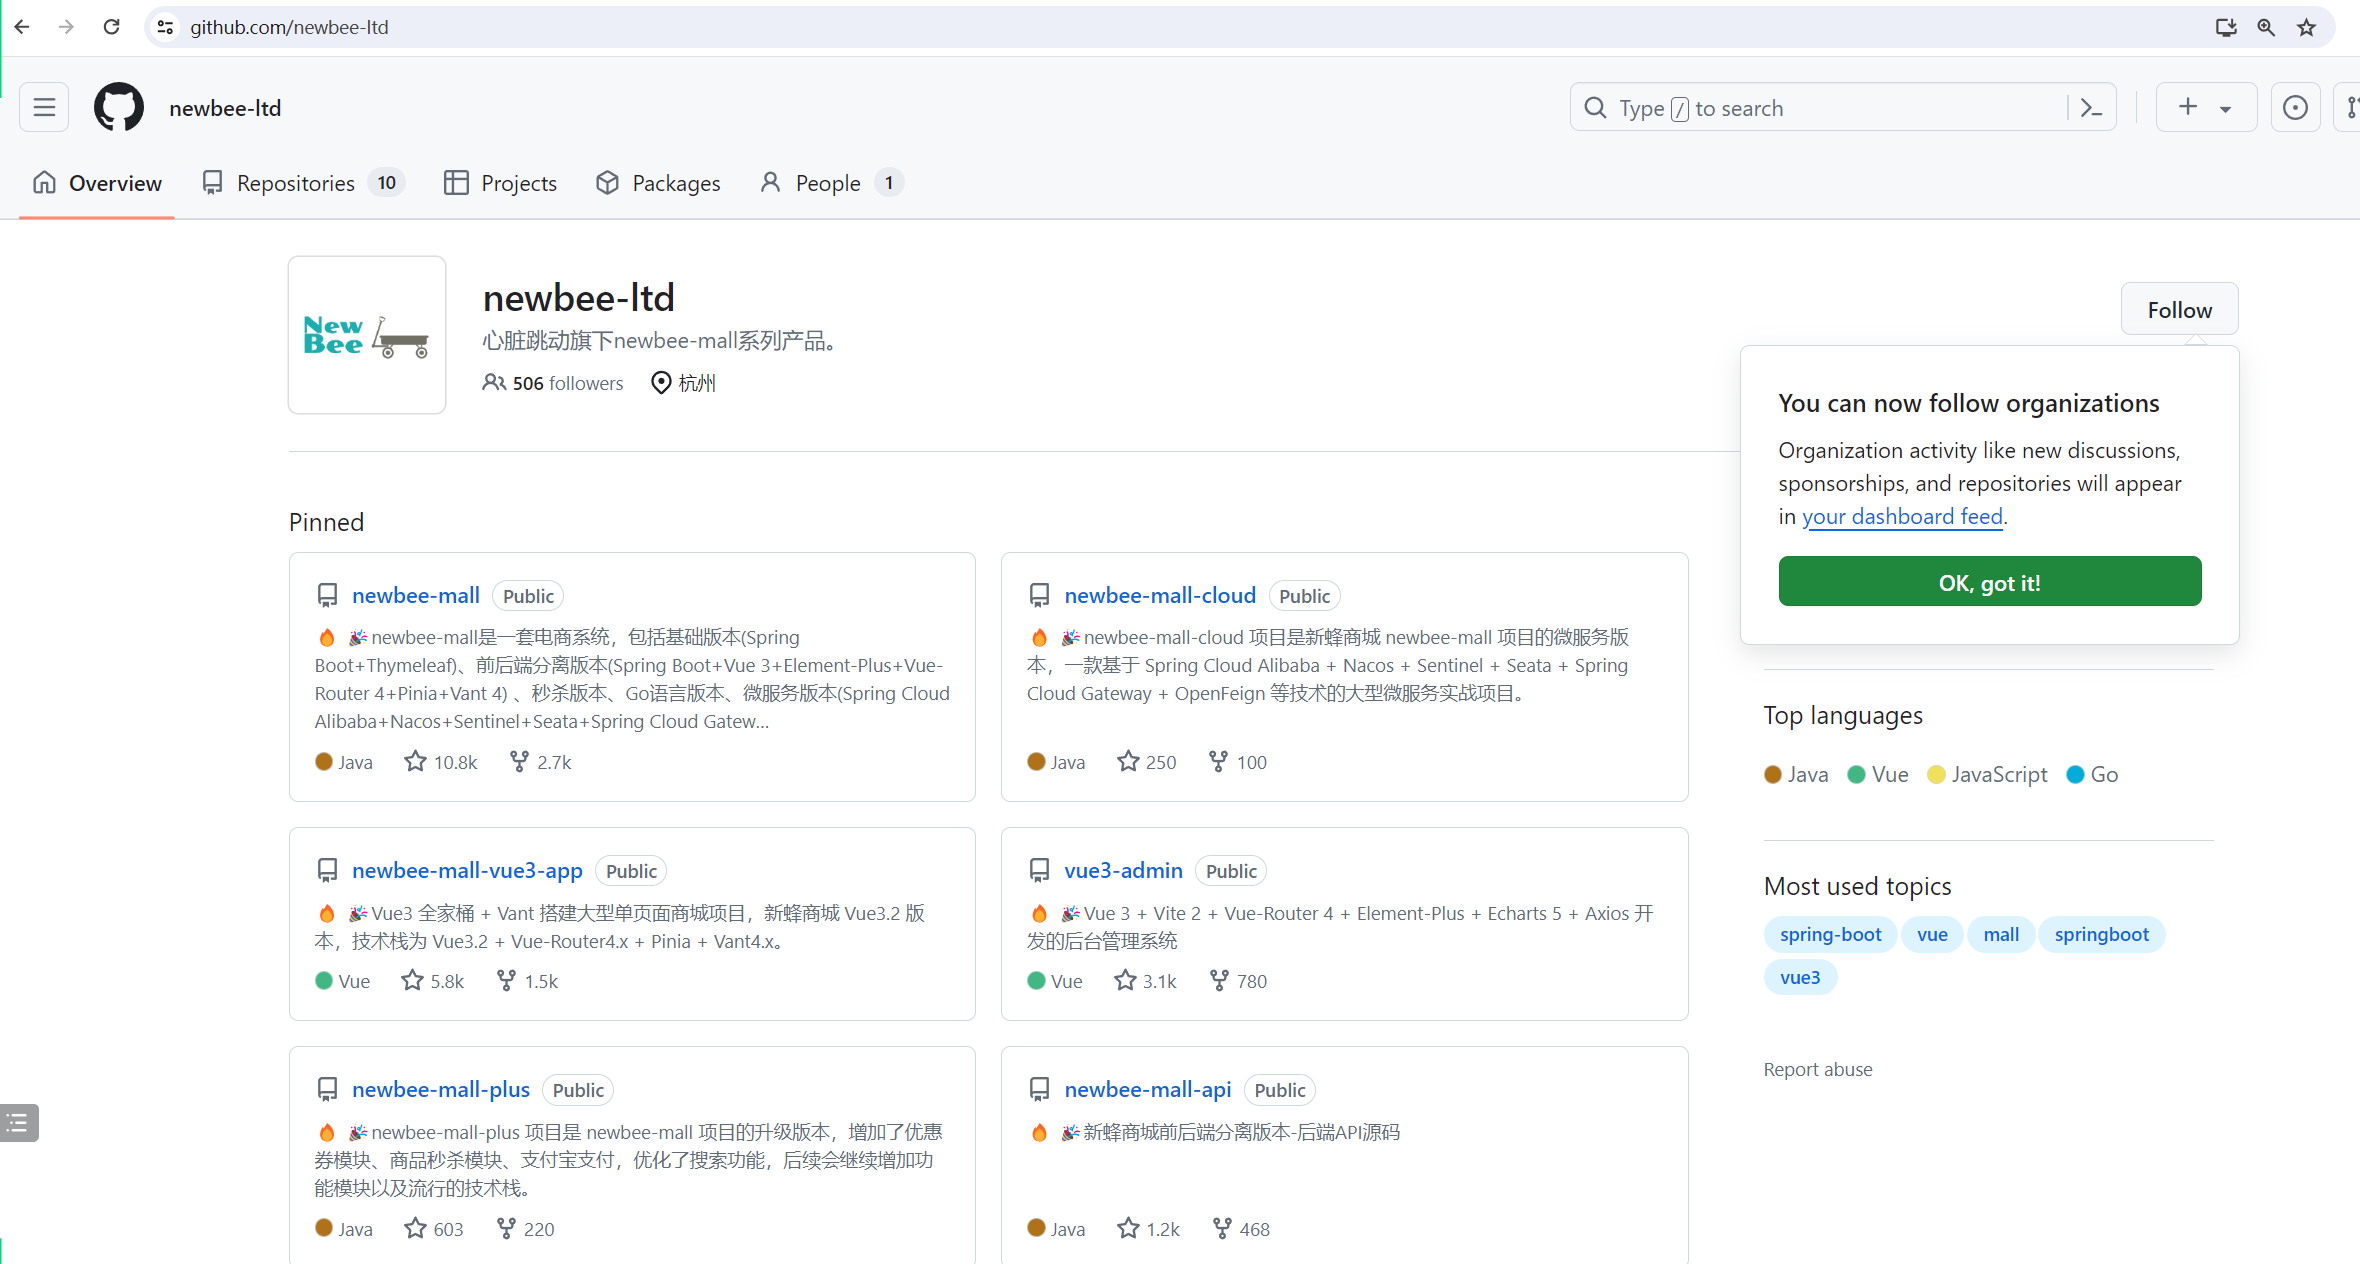 github.com/newbee-ltd
newbee-ltd
Type / to search
Overview
Repositories 10
Projects
Packages
People 1
New
Bee
newbee-ltd
心脏跳动旗下newbee-mall系列产品。
506 followers
杭州
Follow
You can now follow organizations
Organization activity like new discussions,
sponsorships, and repositories will appear
in your dashboard feed.
OK, got it!
Pinned
newbee-mall Public
🔥 🎉newbee-mall是一套电商系统，包括基础版本(Spring
Boot+Thymeleaf)、前后端分离版本(Spring Boot+Vue 3+Element-Plus+Vue-
Router 4+Pinia+Vant 4) 、秒杀版本、Go语言版本、微服务版本(Spring Cloud
Alibaba+Nacos+Sentinel+Seata+Spring Cloud Gatew...
Java 10.8k 2.7k
newbee-mall-cloud Public
🔥 🎉newbee-mall-cloud 项目是新蜂商城 newbee-mall 项目的微服务版
本，一款基于 Spring Cloud Alibaba + Nacos + Sentinel + Seata + Spring
Cloud Gateway + OpenFeign 等技术的大型微服务实战项目。
Java 250 100
newbee-mall-vue3-app Public
🔥 🎉Vue3 全家桶 + Vant 搭建大型单页面商城项目，新蜂商城 Vue3.2 版
本，技术栈为 Vue3.2 + Vue-Router4.x + Pinia + Vant4.x。
Vue 5.8k 1.5k
vue3-admin Public
🔥 🎉Vue 3 + Vite 2 + Vue-Router 4 + Element-Plus + Echarts 5 + Axios 开
发的后台管理系统
Vue 3.1k 780
newbee-mall-plus Public
🔥 🎉newbee-mall-plus 项目是 newbee-mall 项目的升级版本，增加了优惠
券模块、商品秒杀模块、支付宝支付，优化了搜索功能，后续会继续增加功
能模块以及流行的技术栈。
Java 603 220
newbee-mall-api Public
🔥 🎉新蜂商城前后端分离版本-后端API源码
Java 1.2k 468
Top languages
Java Vue JavaScript Go
Most used topics
spring-boot vue mall springboot
vue3
Report abuse